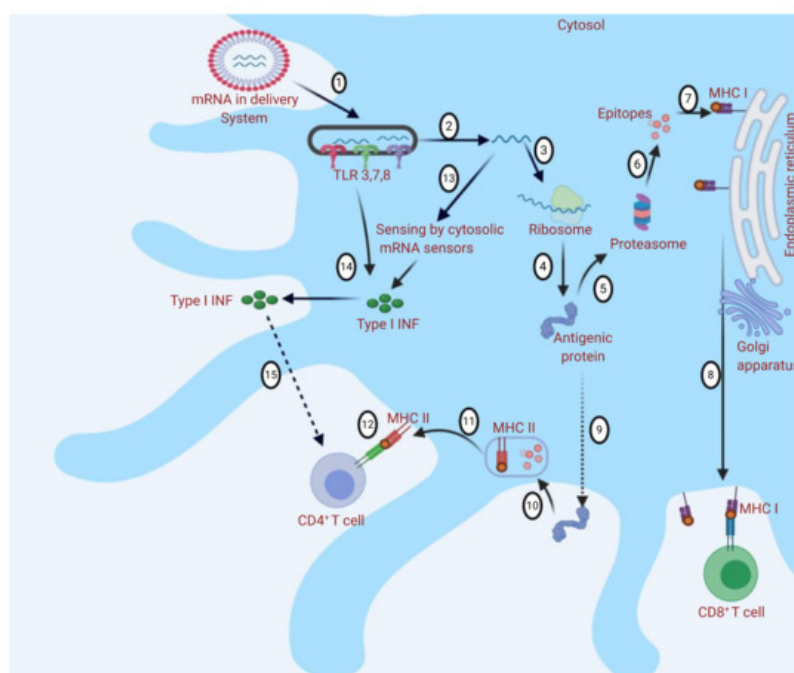 Cytosol
mRNA in delivery
System
1
TLR 3,7,8
2
13
3
Sensing by cytosolic
mRNA sensors
14
Type I INF
Type I INF
15
Ribosome
4
5
Antigenic
protein
6
Proteasome
Epitopes
7
MHC I
Endoplasmic reticulum
Golgi
apparatu
8
9
10
MHC II
11
MHC II
12
CD4⁺ T cell
MHC I
CD8⁺ T cell